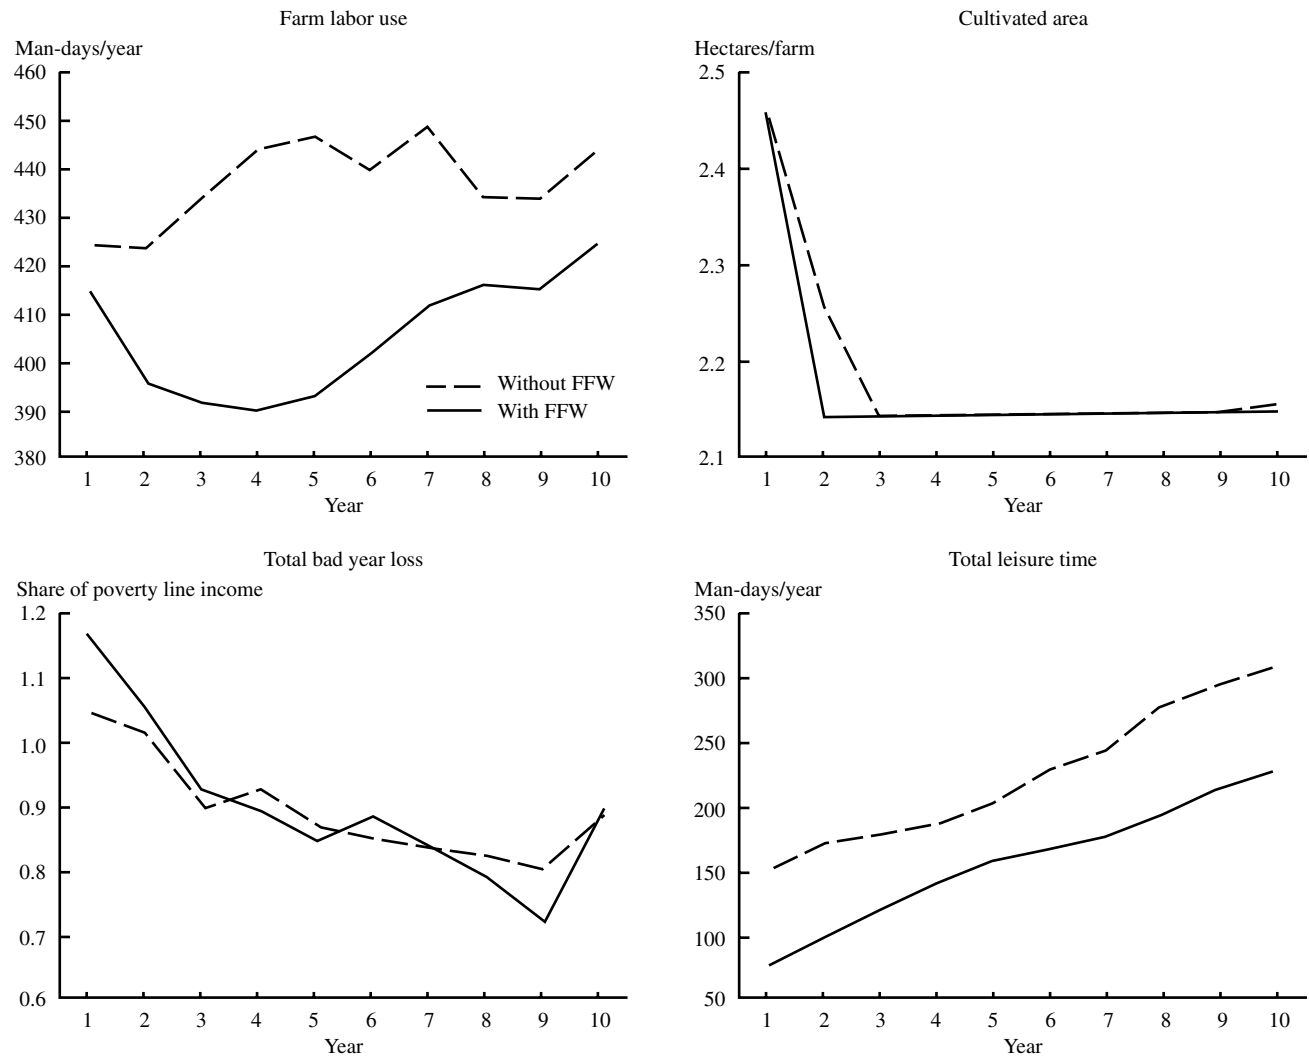 Farm labor use
Man-days/year
460
450
440
430
420
410
400
390
380
Without FFW
With FFW
1 2 3 4 5 6 7 8 9 10
Year
Cultivated area
Hectares/farm
2.5
2.4
2.3
2.2
2.1
1 2 3 4 5 6 7 8 9 10
Year
Total bad year loss
Share of poverty line income
1.2
1.1
1.0
0.9
0.8
0.7
0.6
1 2 3 4 5 6 7 8 9 10
Year
Total leisure time
Man-days/year
350
300
250
200
150
100
50
1 2 3 4 5 6 7 8 9 10
Year